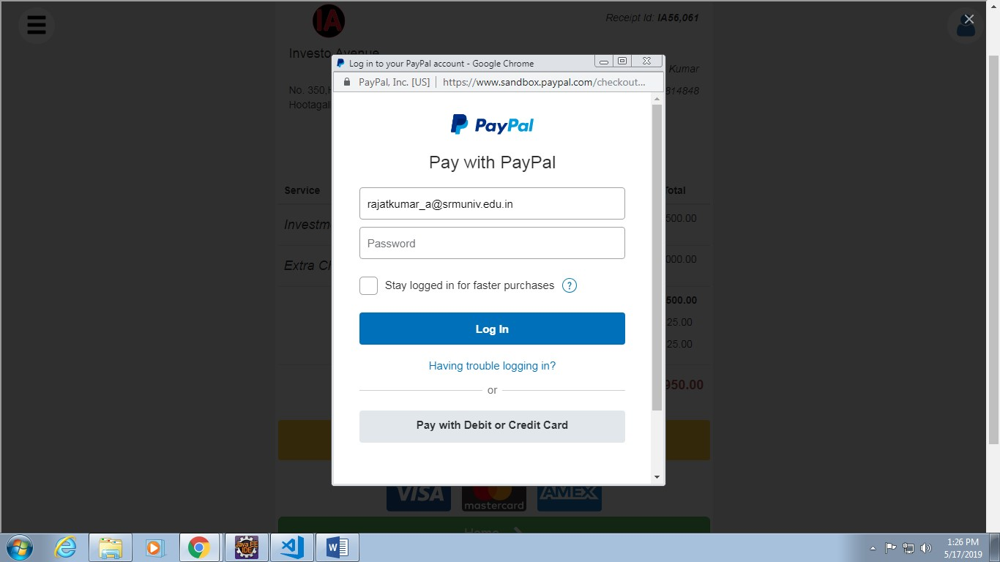 IA
Receipt Id: IA56,061
Investo Avenue
Log in to your PayPal account - Google Chrome
Kumar
PayPal, Inc. [US]
https://www.sandbox.paypal.com/checkout...
No. 350,
814848
Hootagal
PayPal
Pay with PayPal
Service
Total
rajatkumar_a@srmuniv.edu.in
Investm
500.00
Password
Extra C
000.00
Stay logged in for faster purchases ?
500.00
25.00
Log In
25.00
Having trouble logging in?
950.00
or
Pay with Debit or Credit Card
VISA
mastercard
AMEX
Home
Java EE
IDE
W
1:26 PM
5/17/2019